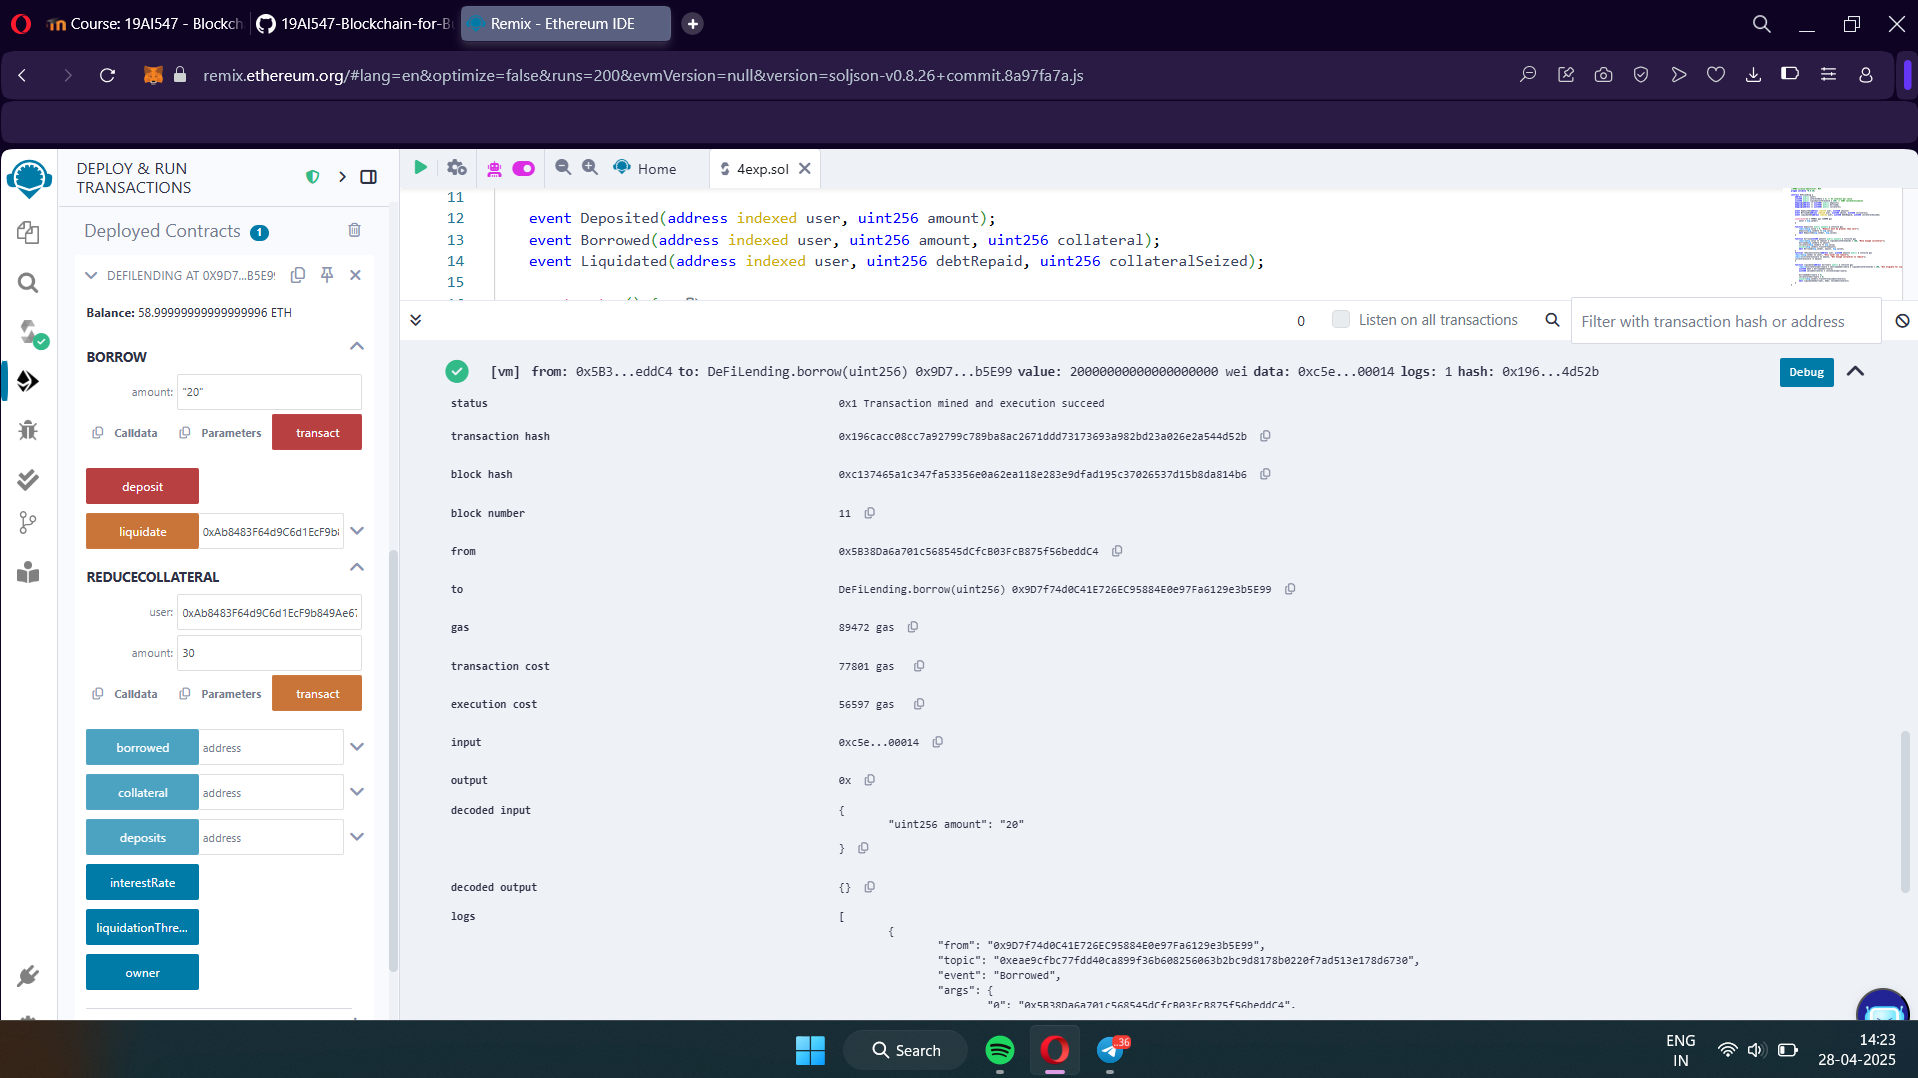 Course: 19AI547 - Blockch
19AI547-Blockchain-for-Bu
Remix - Ethereum IDE
remix.ethereum.org/#lang=en&optimize=false&runs=200&evmVersion=null&version=soljson-v0.8.26+commit.8a97fa7a.js
DEPLOY & RUN
TRANSACTIONS
Deployed Contracts 1
DEFILENDING AT 0X9D7...B5E99
Balance: 58.99999999999999996 ETH
BORROW
amount: "20"
Calldata Parameters transact
deposit
liquidate 0xAb8483F64d9C6d1EcF9b8
REDUCECOLLATERAL
user: 0xAb8483F64d9C6d1EcF9b849Ae67
amount: 30
Calldata Parameters transact
borrowed address
collateral address
deposits address
interestRate
liquidationThre...
owner
Home
4exp.sol
11
12 event Deposited(address indexed user, uint256 amount);
13 event Borrowed(address indexed user, uint256 amount, uint256 collateral);
14 event Liquidated(address indexed user, uint256 debtRepaid, uint256 collateralSeized);
15
0 Listen on all transactions Filter with transaction hash or address
[vm] from: 0x5B3...eddC4 to: DeFiLending.borrow(uint256) 0x9D7...b5E99 value: 20000000000000000000 wei data: 0xc5e...00014 logs: 1 hash: 0x196...4d52b
Debug
status 0x1 Transaction mined and execution succeed
transaction hash 0x196cacc08cc7a92799c789ba8ac2671ddd73173693a982bd23a026e2a544d52b
block hash 0xc137465a1c347fa53356e0a62ea118e283e9dfad195c37026537d15b8da814b6
block number 11
from 0x5B38Da6a701c568545dCfcB03FcB875f56beddC4
to DeFiLending.borrow(uint256) 0x9D7f74d0C41E726EC95884E0e97Fa6129e3b5E99
gas 89472 gas
transaction cost 77801 gas
execution cost 56597 gas
input 0xc5e...00014
output 0x
decoded input {
"uint256 amount": "20"
}
decoded output {}
logs [
{
"from": "0x9D7f74d0C41E726EC95884E0e97Fa6129e3b5E99",
"topic": "0xeae9cfbc77fdd40ca899f36b608256063b2bc9d8178b0220f7ad513e178d6730",
"event": "Borrowed",
"args": {
"0": "0x5B38Da6a701c568545dCfcB03FcB875f56beddC4",
Search
36
ENG
IN
14:23
28-04-2025